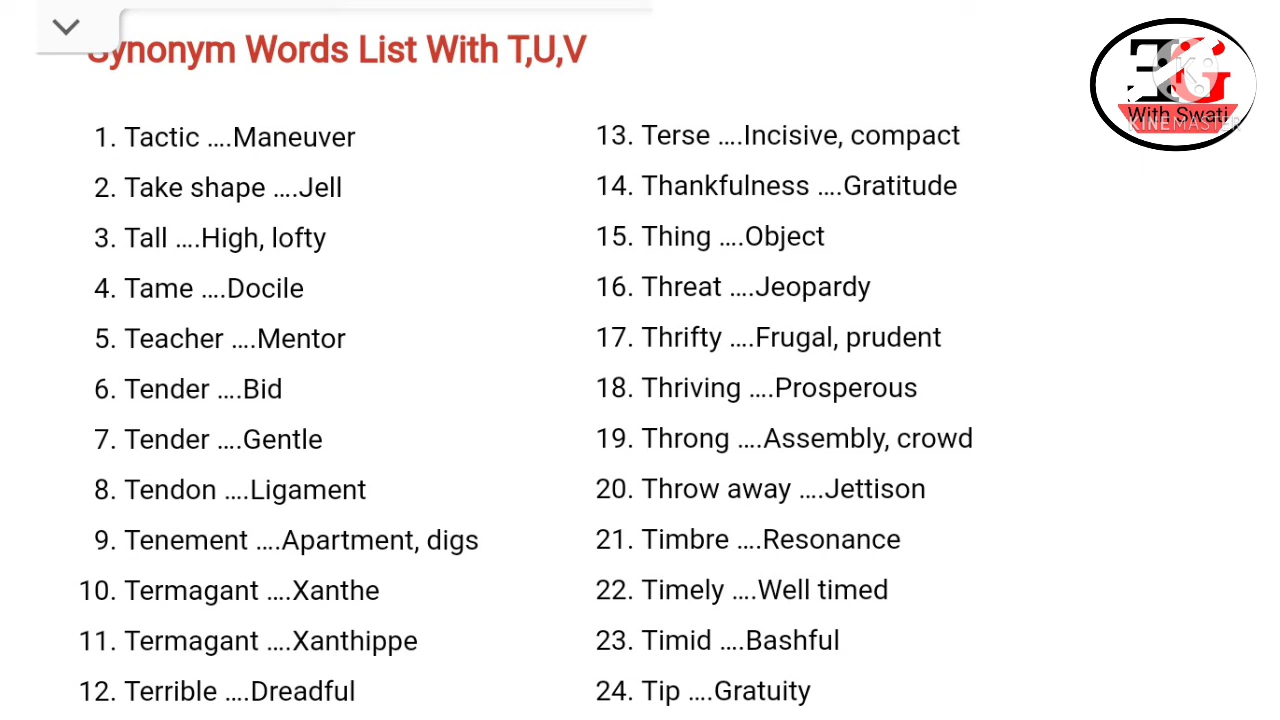 Synonym Words List With T,U,V
1. Tactic ....Maneuver
2. Take shape ....Jell
3. Tall ....High, lofty
4. Tame ....Docile
5. Teacher ....Mentor
6. Tender ....Bid
7. Tender ....Gentle
8. Tendon ....Ligament
9. Tenement ....Apartment, digs
10. Termagant ....Xanthe
11. Termagant ....Xanthippe
12. Terrible ....Dreadful
13. Terse ....Incisive, compact
14. Thankfulness ....Gratitude
15. Thing ....Object
16. Threat ....Jeopardy
17. Thrifty ....Frugal, prudent
18. Thriving ....Prosperous
19. Throng ....Assembly, crowd
20. Throw away ....Jettison
21. Timbre ....Resonance
22. Timely ....Well timed
23. Timid ....Bashful
24. Tip ....Gratuity
EG
With Swati
KINEMASTER